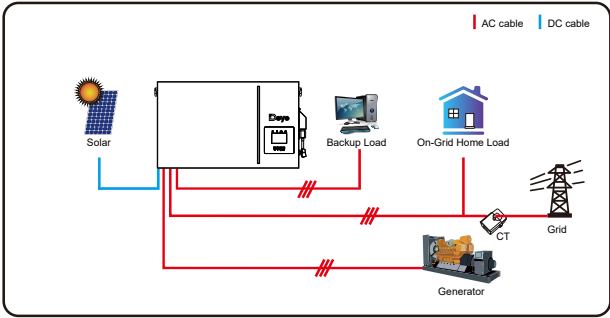 AC cable
DC cable
Deye
Solar
Backup Load
On-Grid Home Load
CT
Grid
Generator